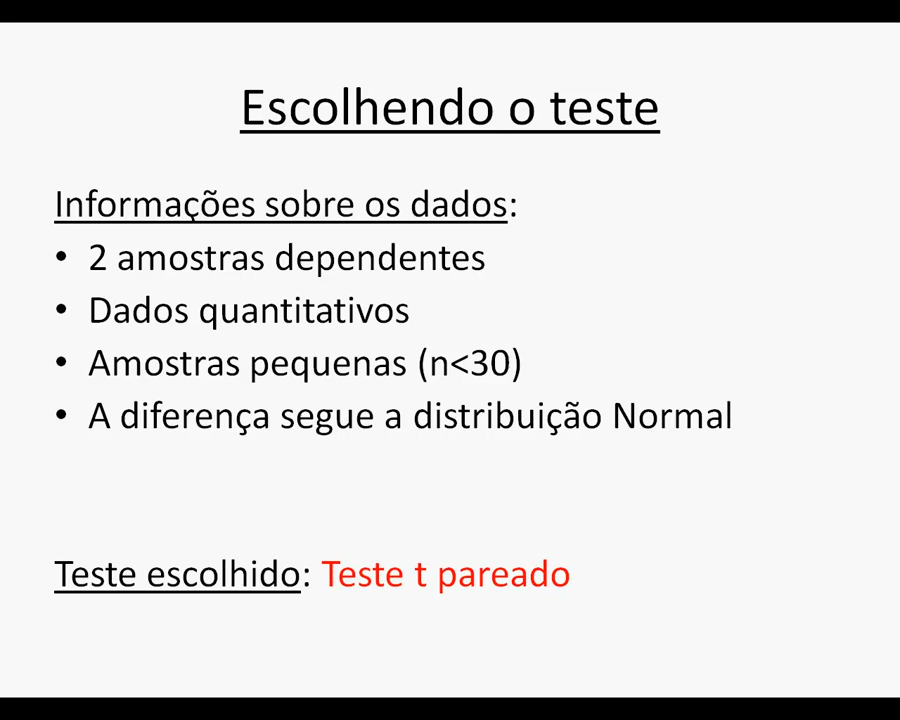 Escolhendo o teste
Informações sobre os dados:
• 2 amostras dependentes
• Dados quantitativos
• Amostras pequenas (n<30)
• A diferença segue a distribuição Normal
Teste escolhido: Teste t pareado